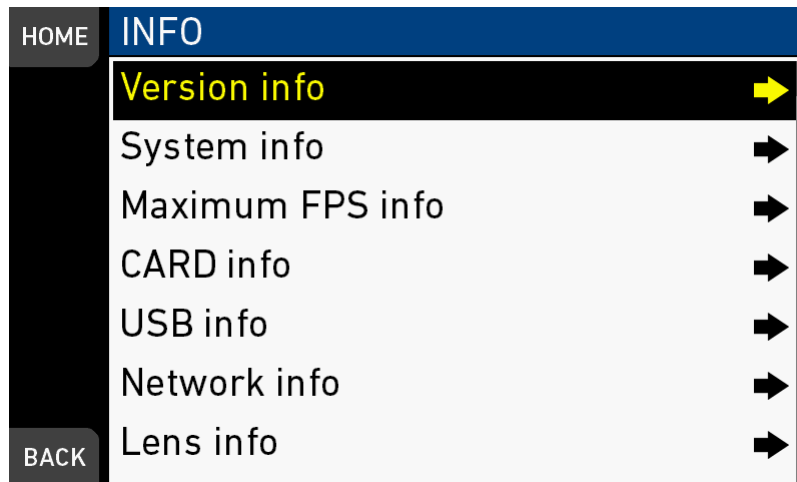 HOME
INFO
Version info
System info
Maximum FPS info
CARD info
USB info
Network info
Lens info
BACK